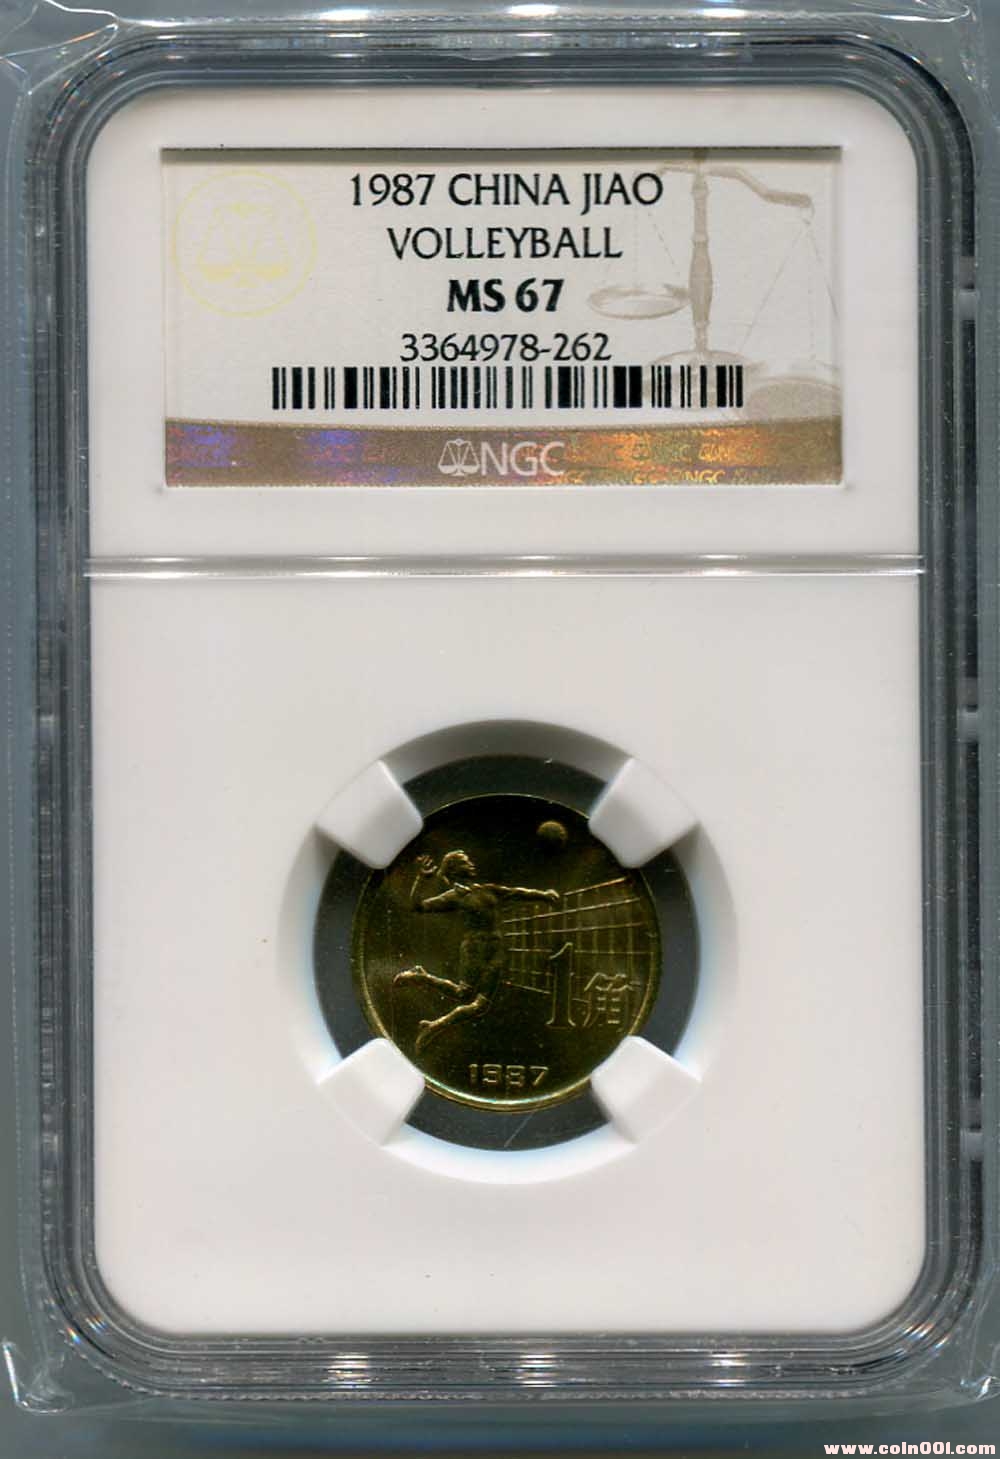 1987 CHINA JIAO
VOLLEYBALL
MS 67
3364978-262
NGC
1角
1987
www.coin001.com